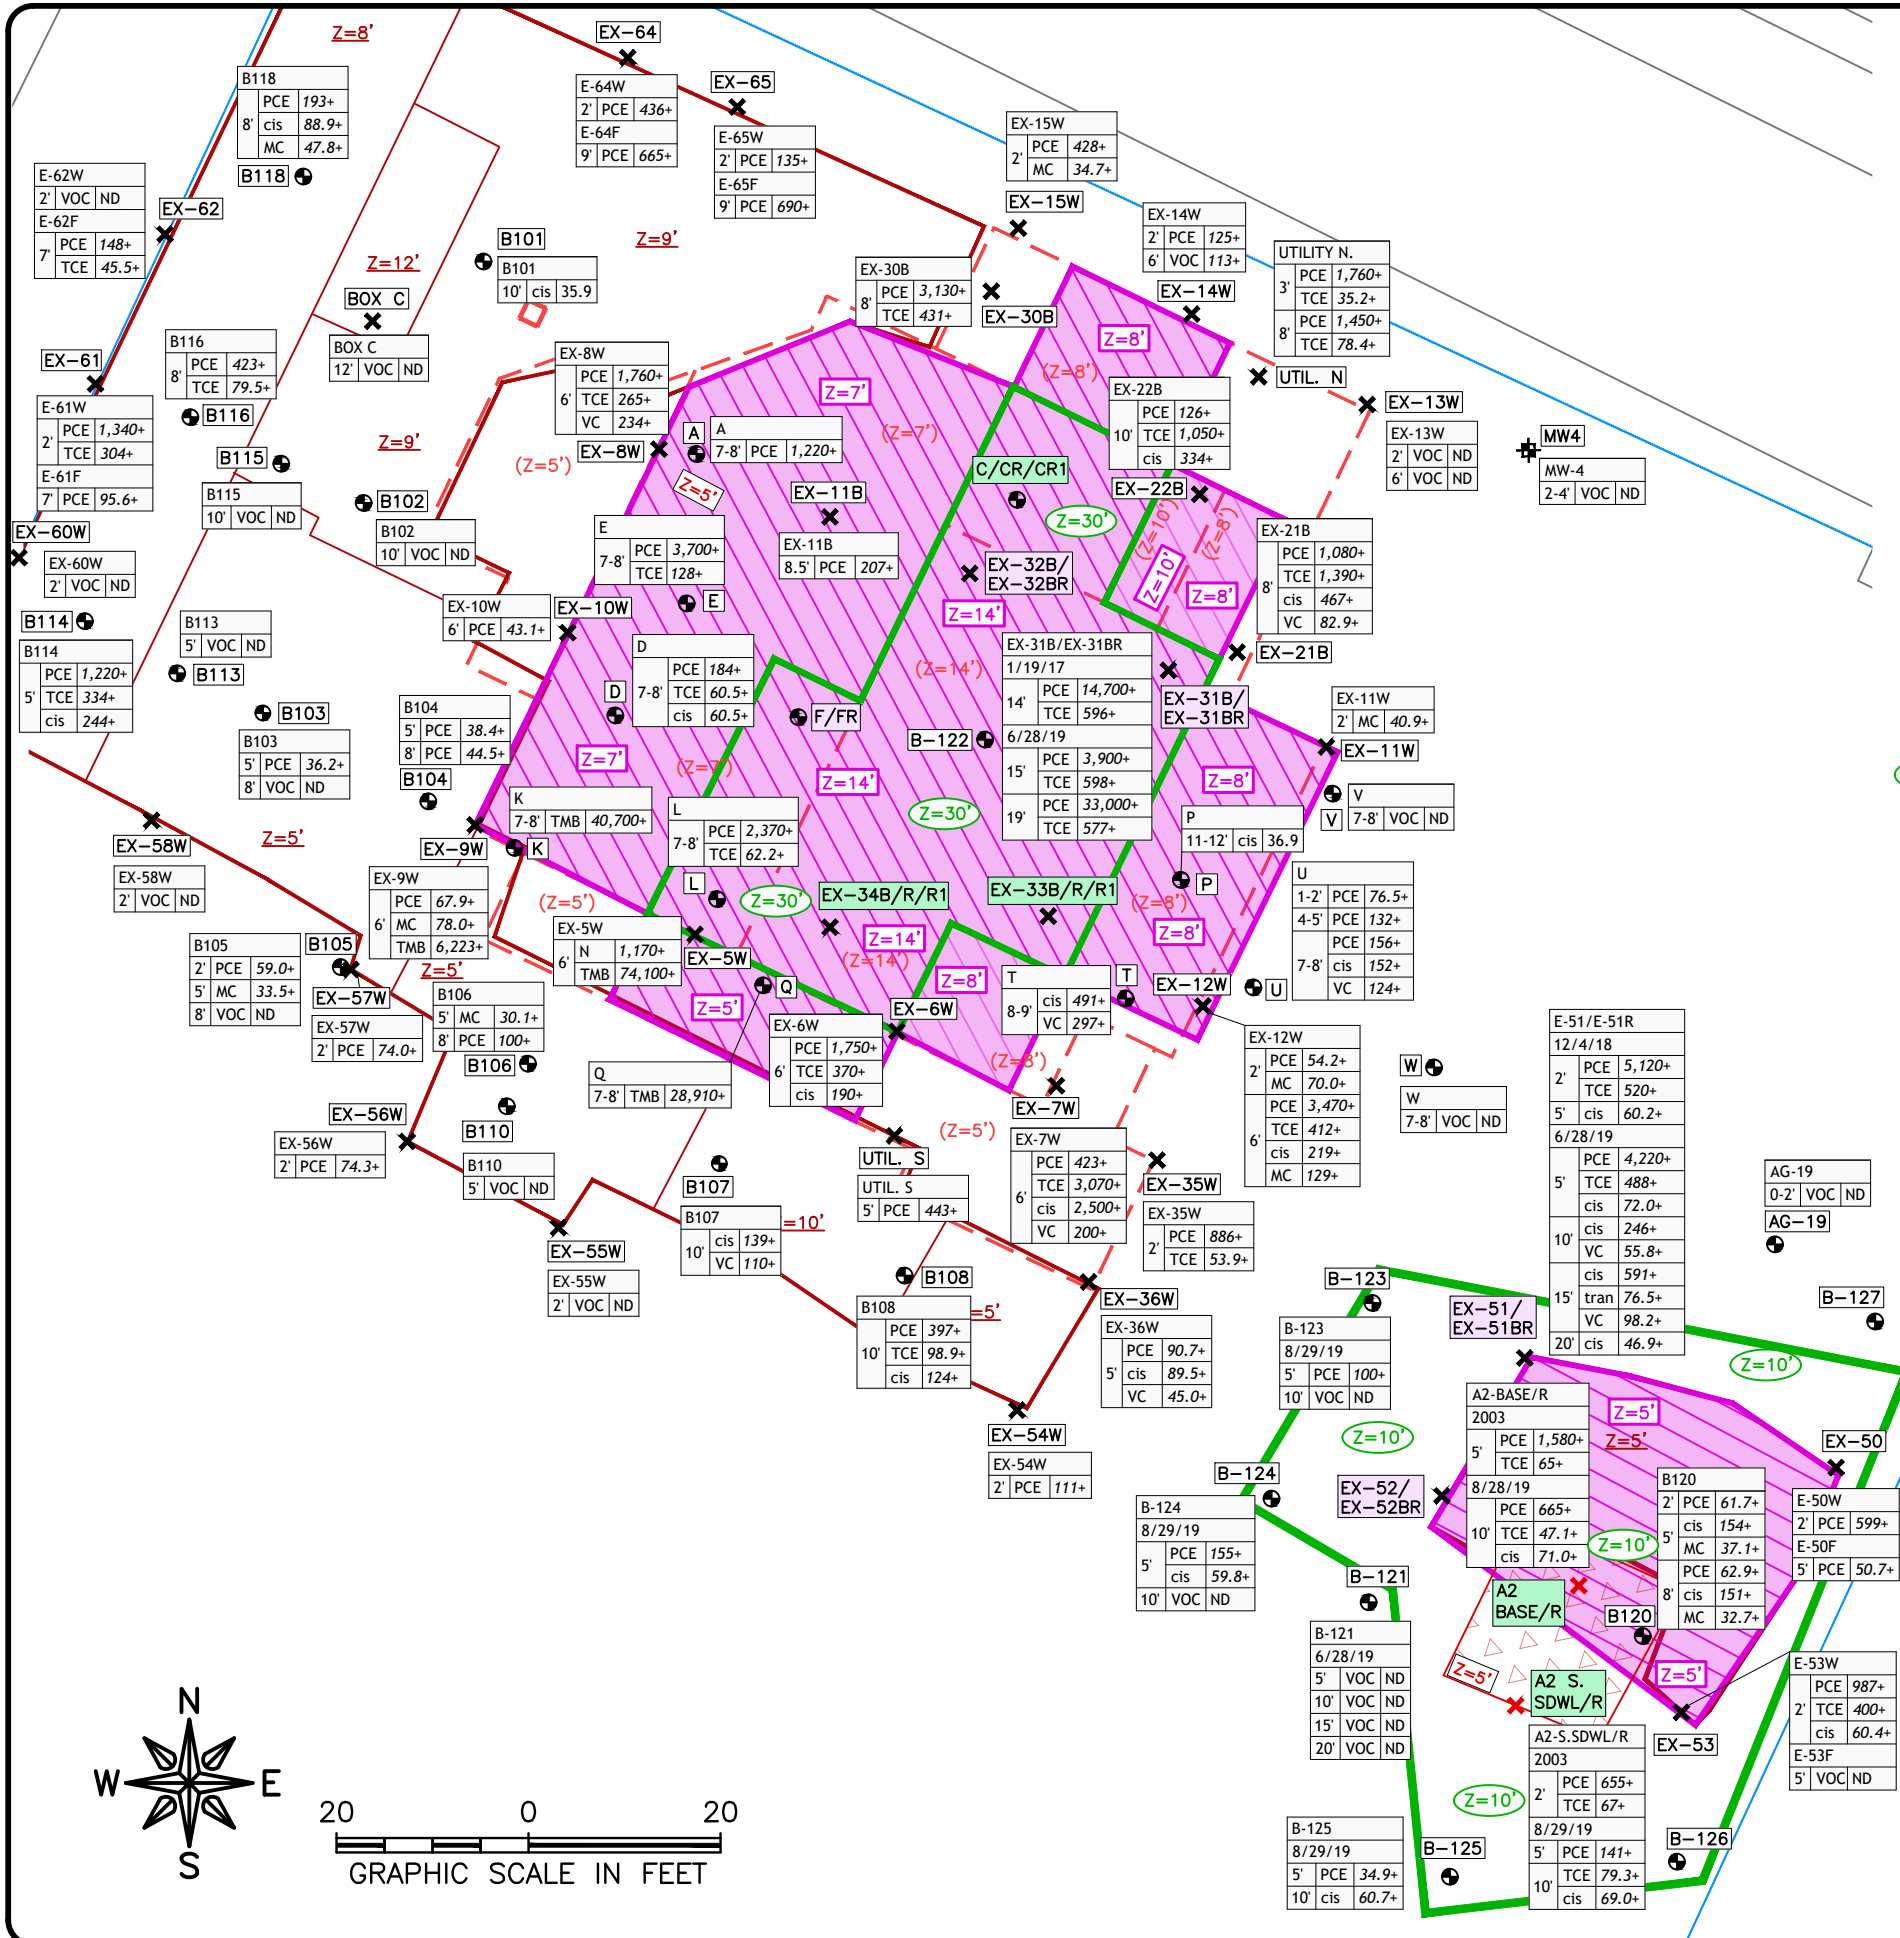 Z=8'
EX-64
EX-65
B118
8' PCE 193+
cis 88.9+
MC 47.8+
B118
E-64W
2' PCE 436+
E-64F
9' PCE 665+
E-65W
2' PCE 135+
E-65F
9' PCE 690+
EX-15W
2' PCE 428+
MC 34.7+
EX-15W
E-62W
2' VOC ND
E-62F
7' PCE 148+
TCE 45.5+
EX-62
EX-14W
2' PCE 125+
6' VOC 113+
EX-14W
UTILITY N.
3' PCE 1,760+
TCE 35.2+
8' PCE 1,450+
TCE 78.4+
UTIL. N
B101
B101
10' cis 35.9
Z=9'
Z=12'
BOX C
BOX C
12' VOC ND
EX-30B
8' PCE 3,130+
TCE 431+
EX-30B
Z=8'
(Z=8')
B116
8' PCE 423+
TCE 79.5+
B116
EX-61
E-61W
2' PCE 1,340+
TCE 304+
E-61F
7' PCE 95.6+
EX-8W
6' PCE 1,760+
TCE 265+
VC 234+
EX-8W
Z=7'
(Z=7')
A
A
7-8' PCE 1,220+
EX-22B
10' PCE 126+
TCE 1,050+
cis 334+
EX-22B
EX-13W
EX-13W
2' VOC ND
6' VOC ND
MW4
MW-4
2-4' VOC ND
Z=9'
(Z=5')
Z=5'
B115
B115
10' VOC ND
B102
B102
10' VOC ND
EX-11B
EX-11B
8.5' PCE 207+
C/CR/CR1
Z=30'
EX-60W
EX-60W
2' VOC ND
E
7-8' PCE 3,700+
TCE 128+
E
EX-32B/
EX-32BR
Z=14'
(Z=14')
(Z=10')
(Z=8')
Z=10'
Z=8'
EX-21B
8' PCE 1,080+
TCE 1,390+
cis 467+
VC 82.9+
EX-21B
B114
B114
5' PCE 1,220+
TCE 334+
cis 244+
B113
5' VOC ND
B113
EX-10W
6' PCE 43.1+
EX-10W
D
7-8' PCE 184+
TCE 60.5+
cis 60.5+
D
EX-31B/EX-31BR
1/19/17
14' PCE 14,700+
TCE 596+
6/28/19
15' PCE 3,900+
TCE 598+
19' PCE 33,000+
TCE 577+
EX-31B/
EX-31BR
EX-11W
2' MC 40.9+
EX-11W
B103
B103
5' PCE 36.2+
8' VOC ND
B104
5' PCE 38.4+
8' PCE 44.5+
B104
F/FR
B-122
Z=7'
(Z=7')
Z=14'
Z=30'
Z=8'
V
V
7-8' VOC ND
K
7-8' TMB 40,700+
K
L
7-8' PCE 2,370+
TCE 62.2+
L
P
11-12' cis 36.9
P
EX-58W
EX-58W
2' VOC ND
Z=5'
EX-9W
EX-9W
6' PCE 67.9+
MC 78.0+
TMB 6,223+
(Z=5')
Z=30'
EX-34B/R/R1
EX-33B/R/R1
(Z=8')
Z=8'
U
1-2' PCE 76.5+
4-5' PCE 132+
7-8' PCE 156+
cis 152+
VC 124+
U
B105
2' PCE 59.0+
5' MC 33.5+
8' VOC ND
B105
EX-57W
EX-57W
2' PCE 74.0+
Z=5'
EX-5W
6' N 1,170+
TMB 74,100+
EX-5W
Z=14'
(Z=14')
Z=8'
T
8-9' cis 491+
VC 297+
T
EX-12W
B106
5' MC 30.1+
8' PCE 100+
B106
Q
Z=5'
Q
7-8' TMB 28,910+
EX-6W
EX-6W
6' PCE 1,750+
TCE 370+
cis 190+
(Z=8')
EX-12W
2' PCE 54.2+
MC 70.0+
6' PCE 3,470+
TCE 412+
cis 219+
MC 129+
W
W
7-8' VOC ND
E-51/E-51R
12/4/18
2' PCE 5,120+
TCE 520+
5' cis 60.2+
6/28/19
5' PCE 4,220+
TCE 488+
cis 72.0+
10' cis 246+
VC 55.8+
15' cis 591+
tran 76.5+
VC 98.2+
20' cis 46.9+
EX-56W
EX-56W
2' PCE 74.3+
B110
B110
5' VOC ND
B107
B107
10' cis 139+
VC 110+
=10'
UTIL. S
UTIL. S
5' PCE 443+
(Z=5')
EX-7W
EX-7W
6' PCE 423+
TCE 3,070+
cis 2,500+
VC 200+
EX-35W
EX-35W
2' PCE 886+
TCE 53.9+
AG-19
0-2' VOC ND
AG-19
EX-55W
EX-55W
2' VOC ND
B108
B108
10' PCE 397+
TCE 98.9+
cis 124+
=5'
EX-36W
EX-36W
5' PCE 90.7+
cis 89.5+
VC 45.0+
B-123
B-123
8/29/19
5' PCE 100+
10' VOC ND
EX-51/
EX-51BR
B-127
Z=10'
EX-54W
EX-54W
2' PCE 111+
Z=10'
A2-BASE/R
2003
5' PCE 1,580+
TCE 65+
8/28/19
10' PCE 665+
TCE 47.1+
cis 71.0+
Z=5'
Z=5'
EX-50
B-124
B-124
8/29/19
5' PCE 155+
cis 59.8+
10' VOC ND
EX-52/
EX-52BR
Z=10'
B120
2' PCE 61.7+
5' cis 154+
MC 37.1+
8' PCE 62.9+
cis 151+
MC 32.7+
E-50W
2' PCE 599+
E-50F
5' PCE 50.7+
B-121
B-121
6/28/19
5' VOC ND
10' VOC ND
15' VOC ND
20' VOC ND
A2
BASE/R
B120
Z=5'
A2 S.
SDWL/R
Z=5'
E-53W
2' PCE 987+
TCE 400+
cis 60.4+
E-53F
5' VOC ND
EX-53
A2-S.SDWL/R
2003
2' PCE 655+
TCE 67+
8/29/19
5' PCE 141+
10' TCE 79.3+
cis 69.0+
Z=10'
B-125
8/29/19
5' PCE 34.9+
10' cis 60.7+
B-125
B-126
N
W E
S
20 0 20
GRAPHIC SCALE IN FEET